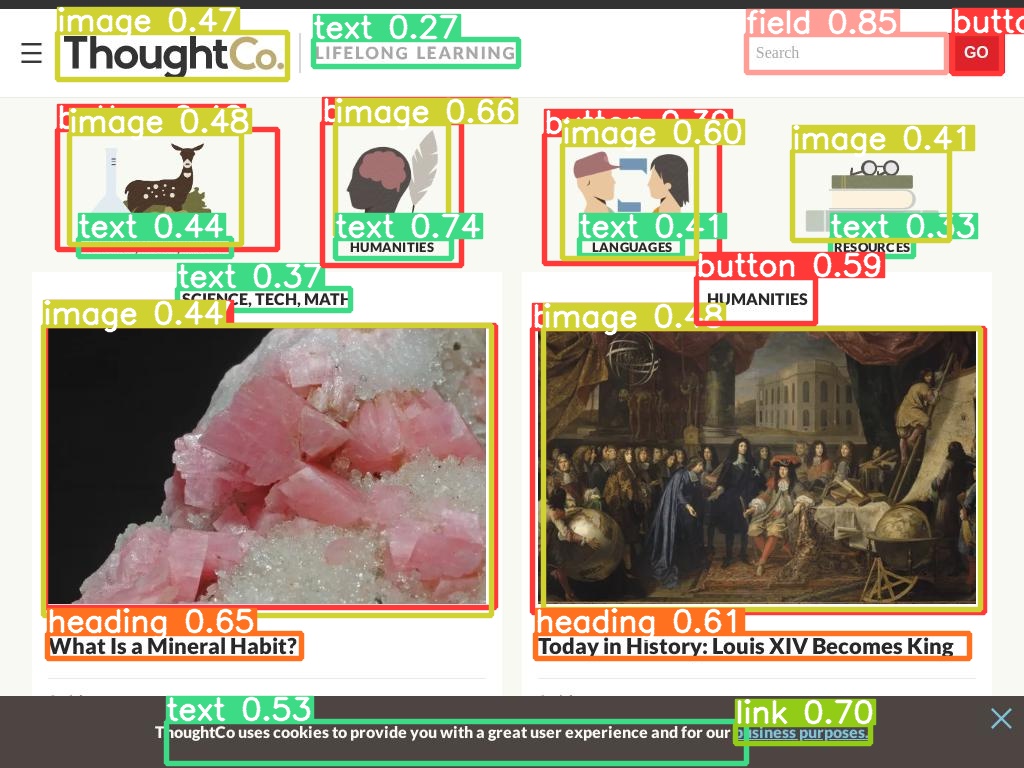 image 0.47
text 0.27
field 0.85
ThoughtCo.
LIFELONG LEARNING
Search
GO
image 0.48
image 0.66
image 0.60
image 0.41
text 0.44
text 0.74
text 0.41
text 0.33
HUMANITIES
LANGUAGES
RESOURCES
text 0.37
button 0.59
SCIENCE, TECH, MATH
HUMANITIES
image 0.44
image 0.48
heading 0.65
heading 0.61
What Is a Mineral Habit?
Today in History: Louis XIV Becomes King
text 0.53
link 0.70
ThoughtCo uses cookies to provide you with a great user experience and for our business purposes.